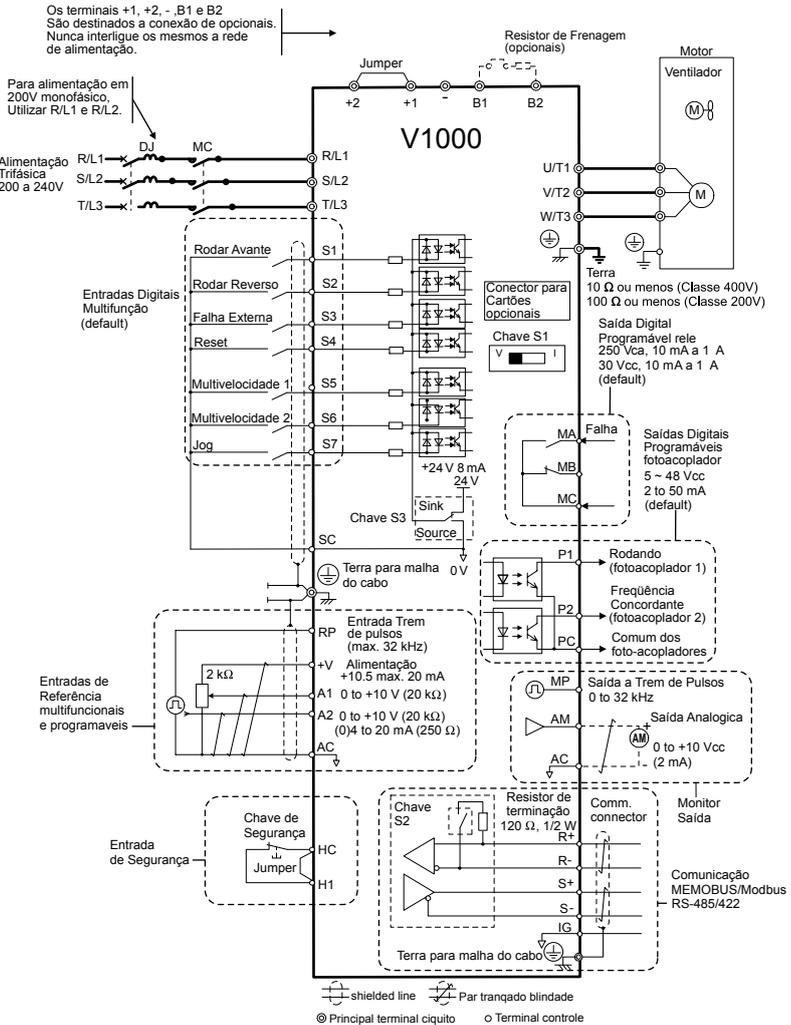 Os terminais +1, +2, - ,B1 e B2
São destinados a conexão de opcionais.
Nunca interligue os mesmos a rede
de alimentação.
Resistor de Frenagem
(opcionais)
Jumper
+2
+1
-
B1
B2
Motor
Ventilador
M
Para alimentação em
200V monofásico,
Utilizar R/L1 e R/L2.
V1000
DJ
MC
Alimentação
Trifásica
200 a 240V
R/L1
S/L2
T/L3
R/L1
S/L2
T/L3
U/T1
V/T2
W/T3
M
Terra
10 Ω ou menos (Classe 400V)
100 Ω ou menos (Classe 200V)
Entradas Digitais
Multifunção
(default)
Rodar Avante
S1
Rodar Reverso
S2
Falha Externa
S3
Reset
S4
Multivelocidade 1
S5
Multivelocidade 2
S6
Jog
S7
Conector para
Cartões
opcionais
Chave S1
V
I
Saída Digital
Programável rele
250 Vca, 10 mA a 1 A
30 Vcc, 10 mA a 1 A
(default)
MA
Falha
MB
MC
Saídas Digitais
Programáveis
fotoacoplador
5 ~ 48 Vcc
2 to 50 mA
(default)
+24 V 8 mA
24 V
Chave S3
Sink
Source
0 V
SC
Terra para malha
do cabo
P1
Rodando
(fotoacoplador 1)
P2
Freqüência
Concordante
(fotoacoplador 2)
PC
Comum dos
foto-acopladores
Entradas de
Referência
multifuncionais
e programaveis
2 kΩ
RP
Entrada Trem
de pulsos
(max. 32 kHz)
+V
Alimentação
+10.5 max. 20 mA
A1
0 to +10 V (20 kΩ)
A2
0 to +10 V (20 kΩ)
(0)4 to 20 mA (250 Ω)
AC
MP
Saída a Trem de Pulsos
0 to 32 kHz
AM
Saída Analogica
+
AM
-
0 to +10 Vcc
(2 mA)
AC
Monitor
Saída
Entrada
de Segurança
Chave de
Segurança
Jumper
HC
H1
Chave
S2
Resistor de
terminação
120 Ω, 1/2 W
Comm.
connector
R+
R-
S+
S-
IG
Terra para malha do cabo
Comunicação
MEMOBUS/Modbus
RS-485/422
shielded line
Par tranqado blindade
Principal terminal ciquito
Terminal controle